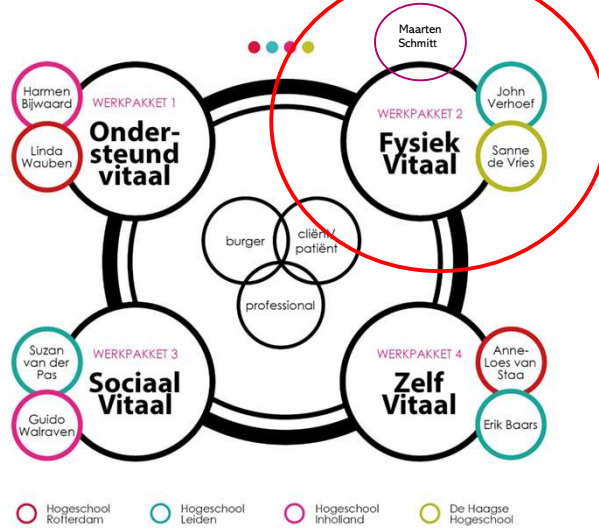 Maarten
Schmitt
Harmen
Bijwaard
Linda
Wauben
WERKPAKKET 1
Onder-
steund
vitaal
WERKPAKKET 2
Fysiek
Vitaal
John
Verhoef
Sanne
de Vries
burger
cliënt/
patiënt
professional
Suzan
van der
Pas
Guido
Walraven
WERKPAKKET 3
Sociaal
Vitaal
WERKPAKKET 4
Zelf
Vitaal
Anne-
Loes van
Staa
Erik Baars
Hogeschool
Rotterdam
Hogeschool
Leiden
Hogeschool
Inholland
De Haagse
Hogeschool